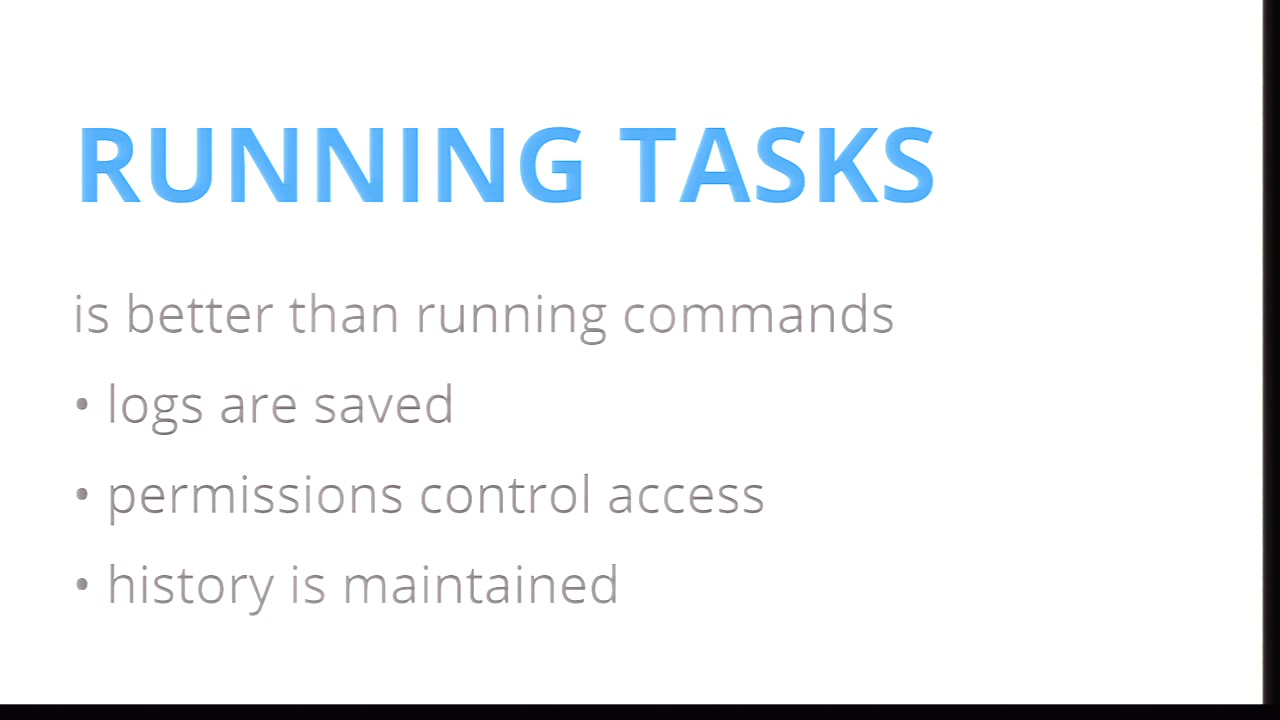 RUNNING TASKS
is better than running commands
• logs are saved
• permissions control access
• history is maintained